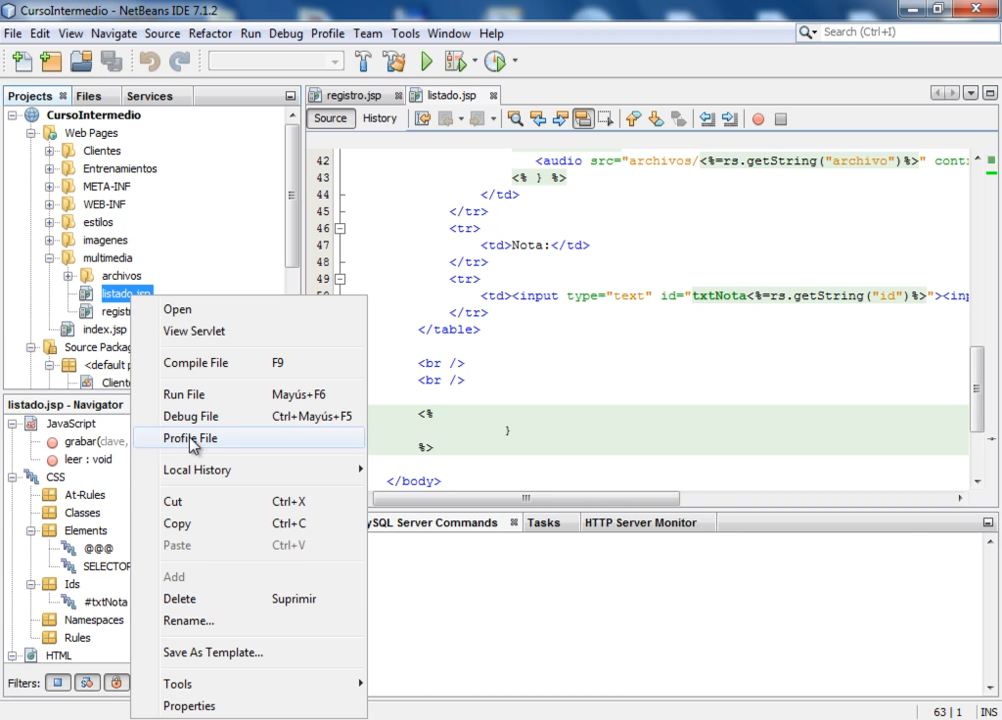 CursoIntermedio - NetBeans IDE 7.1.2
File Edit View Navigate Source Refactor Run Debug Profile Team Tools Window Help
Search (Ctrl+I)
Projects Files Services
CursoIntermedio
Web Pages
Clientes
Entrenamientos
META-INF
WEB-INF
estilos
imagenes
multimedia
archivos
listado.jsp
index.jsp
<default
listado.jsp - Navigator
JavaScript
grabar(clave,
leer : void
CSS
At-Rules
Classes
Elements
@@@
Ids
#txtNota
Namespaces
Rules
HTML
Filters:
Open
View Servlet
Compile File F9
Run File Mayús+F6
Debug File Ctrl+Mayús+F5
Profile File
Local History
Cut Ctrl+X
Copy Ctrl+C
Paste Ctrl+V
Add
Delete Suprimir
Rename...
Save As Template...
Tools
Properties
registro.jsp listado.jsp
Source History
42 <audio src="archivos/<%=rs.getString("archivo")%>"
43 <% } %>
44 </td>
45 </tr>
46 <tr>
47 <td>Nota:</td>
48 </tr>
49 <tr>
<td><input type="text" id="txtNota<%=rs.getString("id")%>">
</tr>
</table>
<br />
<br />
<%
}
%>
</body>
Server Commands Tasks HTTP Server Monitor
63 | 1 INS